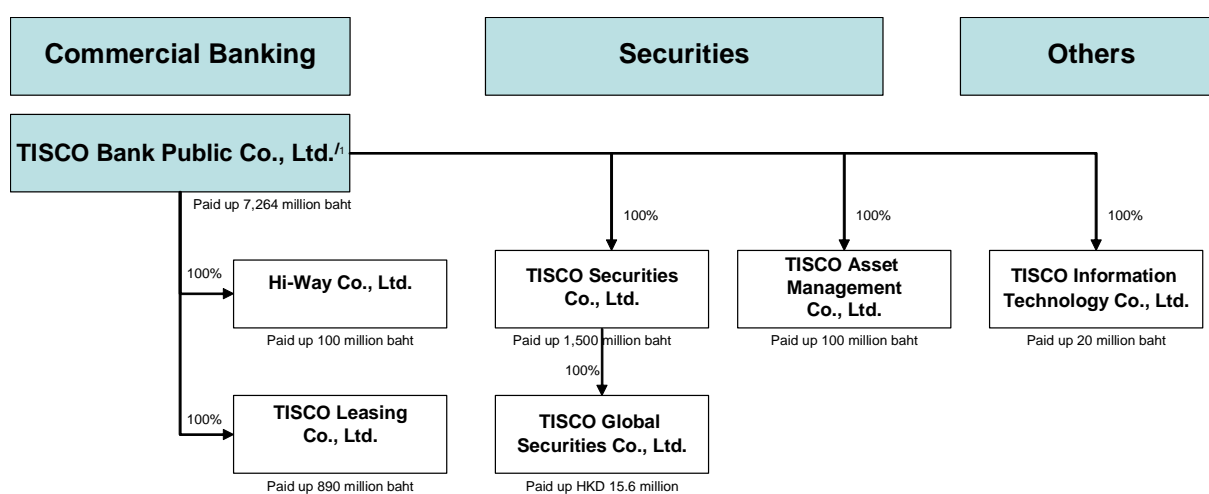 Commercial Banking
Securities
Others
TISCO Bank Public Co., Ltd./1
Paid up 7,264 million baht
100%
100%
100%
100%
Hi-Way Co., Ltd.
TISCO Securities
Co., Ltd.
TISCO Asset
Management
Co., Ltd.
TISCO Information
Technology Co., Ltd.
Paid up 100 million baht
Paid up 1,500 million baht
Paid up 100 million baht
Paid up 20 million baht
100%
100%
TISCO Leasing
Co., Ltd.
TISCO Global
Securities Co., Ltd.
Paid up 890 million baht
Paid up HKD 15.6 million